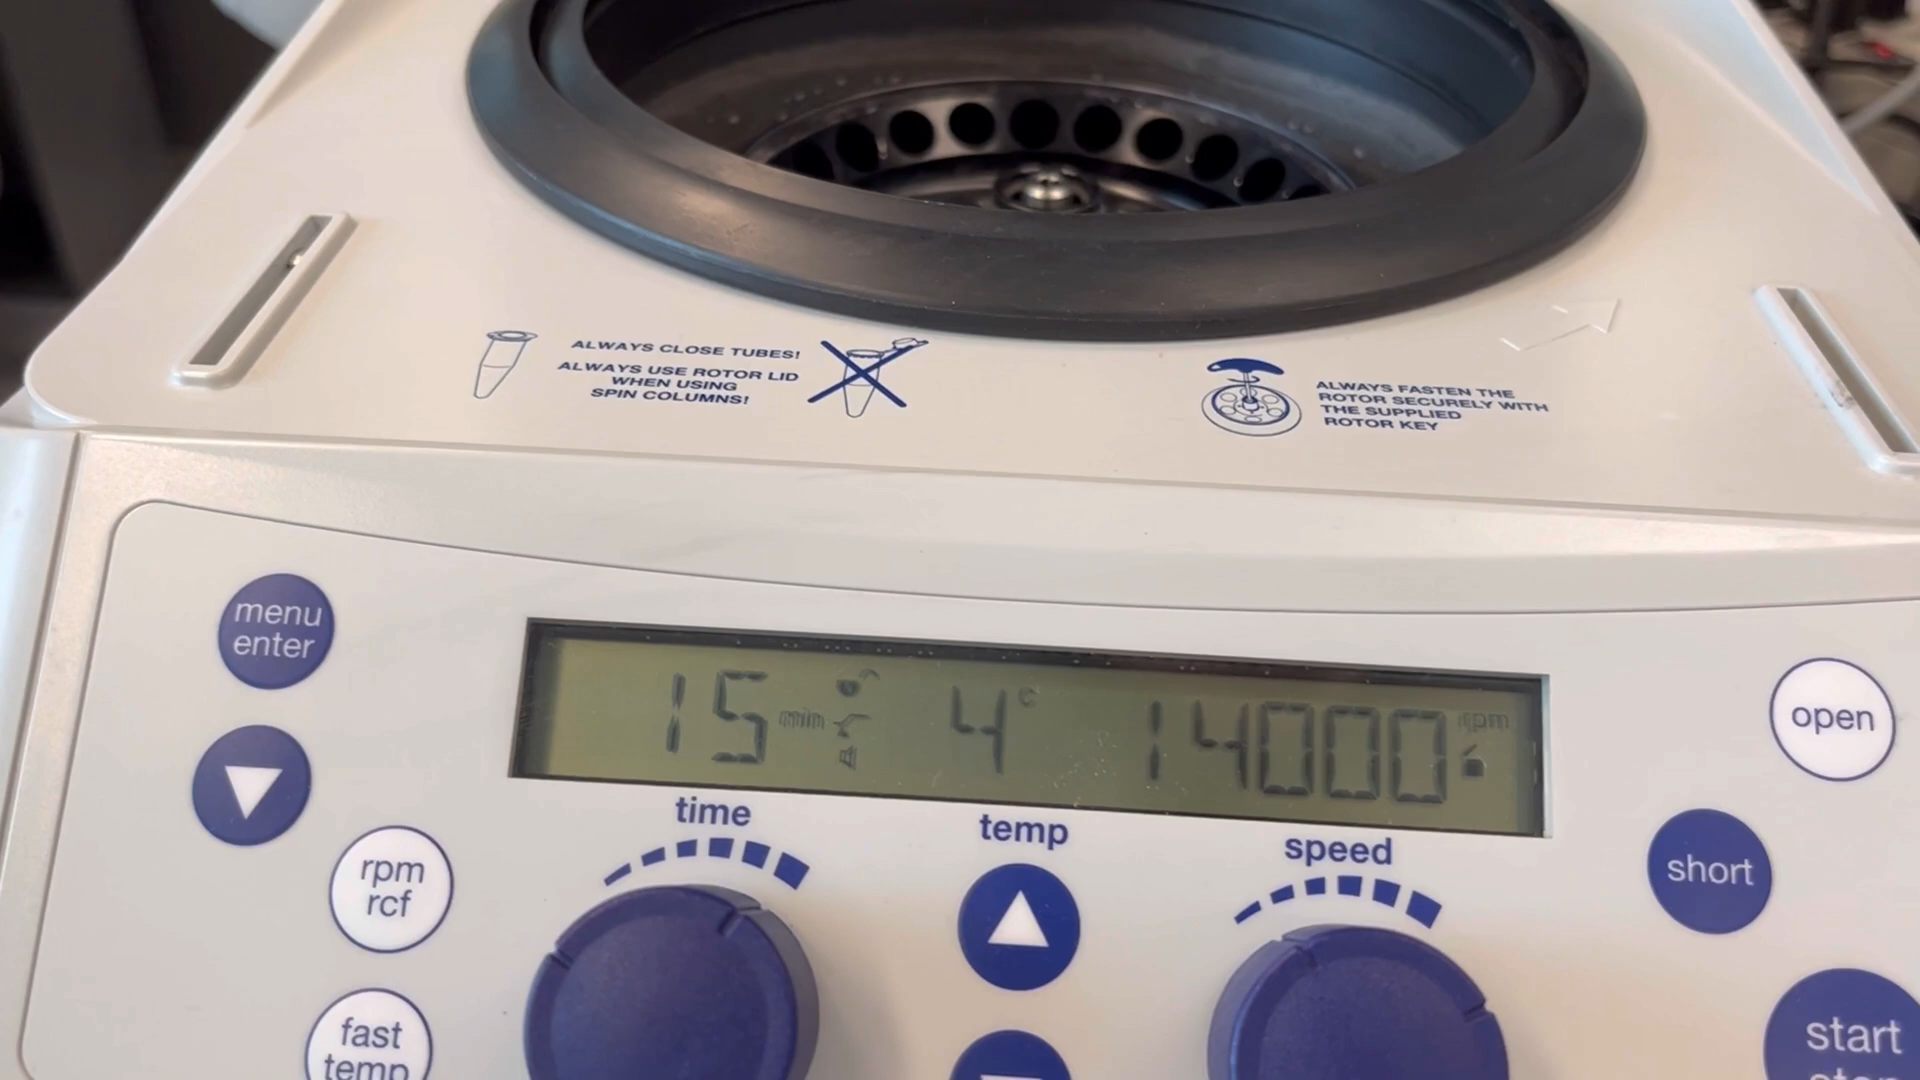 ALWAYS CLOSE TUBES!
ALWAYS USE ROTOR LID
WHEN USING
SPIN COLUMNS!
ALWAYS FASTEN THE
ROTOR SECURELY WITH
THE SUPPLIED
ROTOR KEY
menu
enter
15 min 4 °C 14000 rpm
open
time
temp
speed
rpm
rcf
short
fast
temp
start
stop